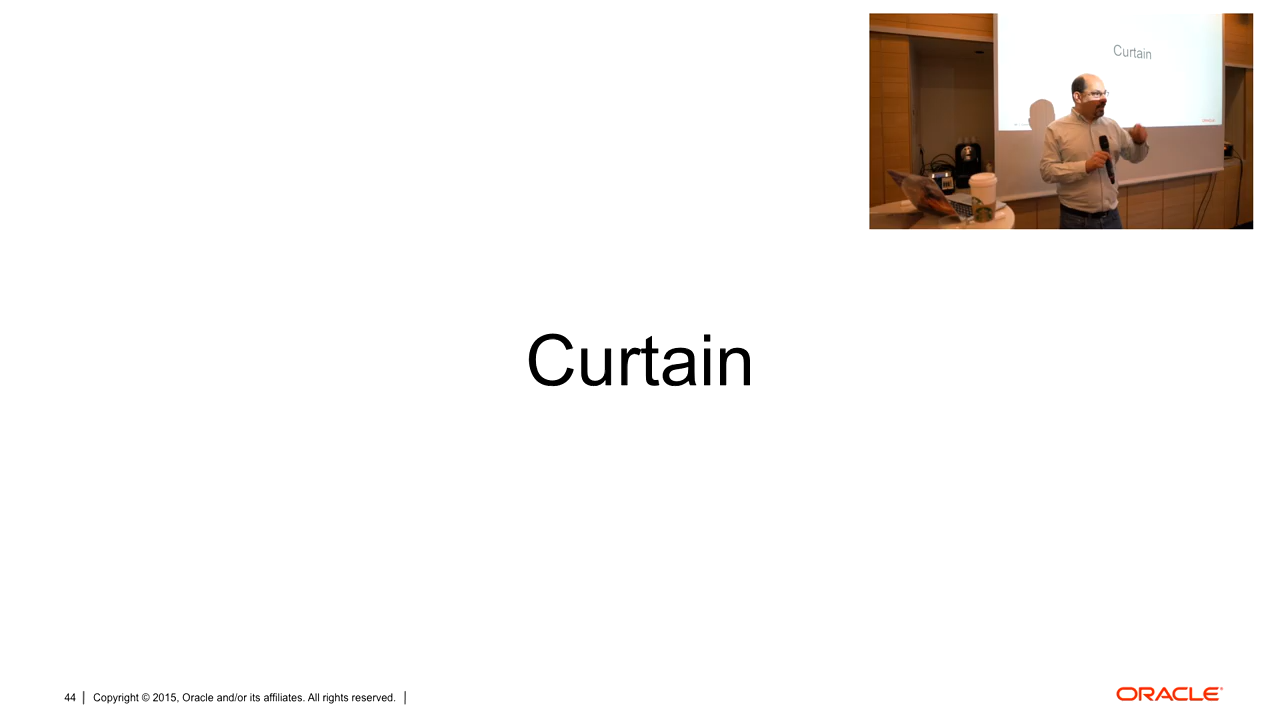 Curtain
Curtain
44 | Copyright © 2015, Oracle and/or its affiliates. All rights reserved. |
ORACLE®